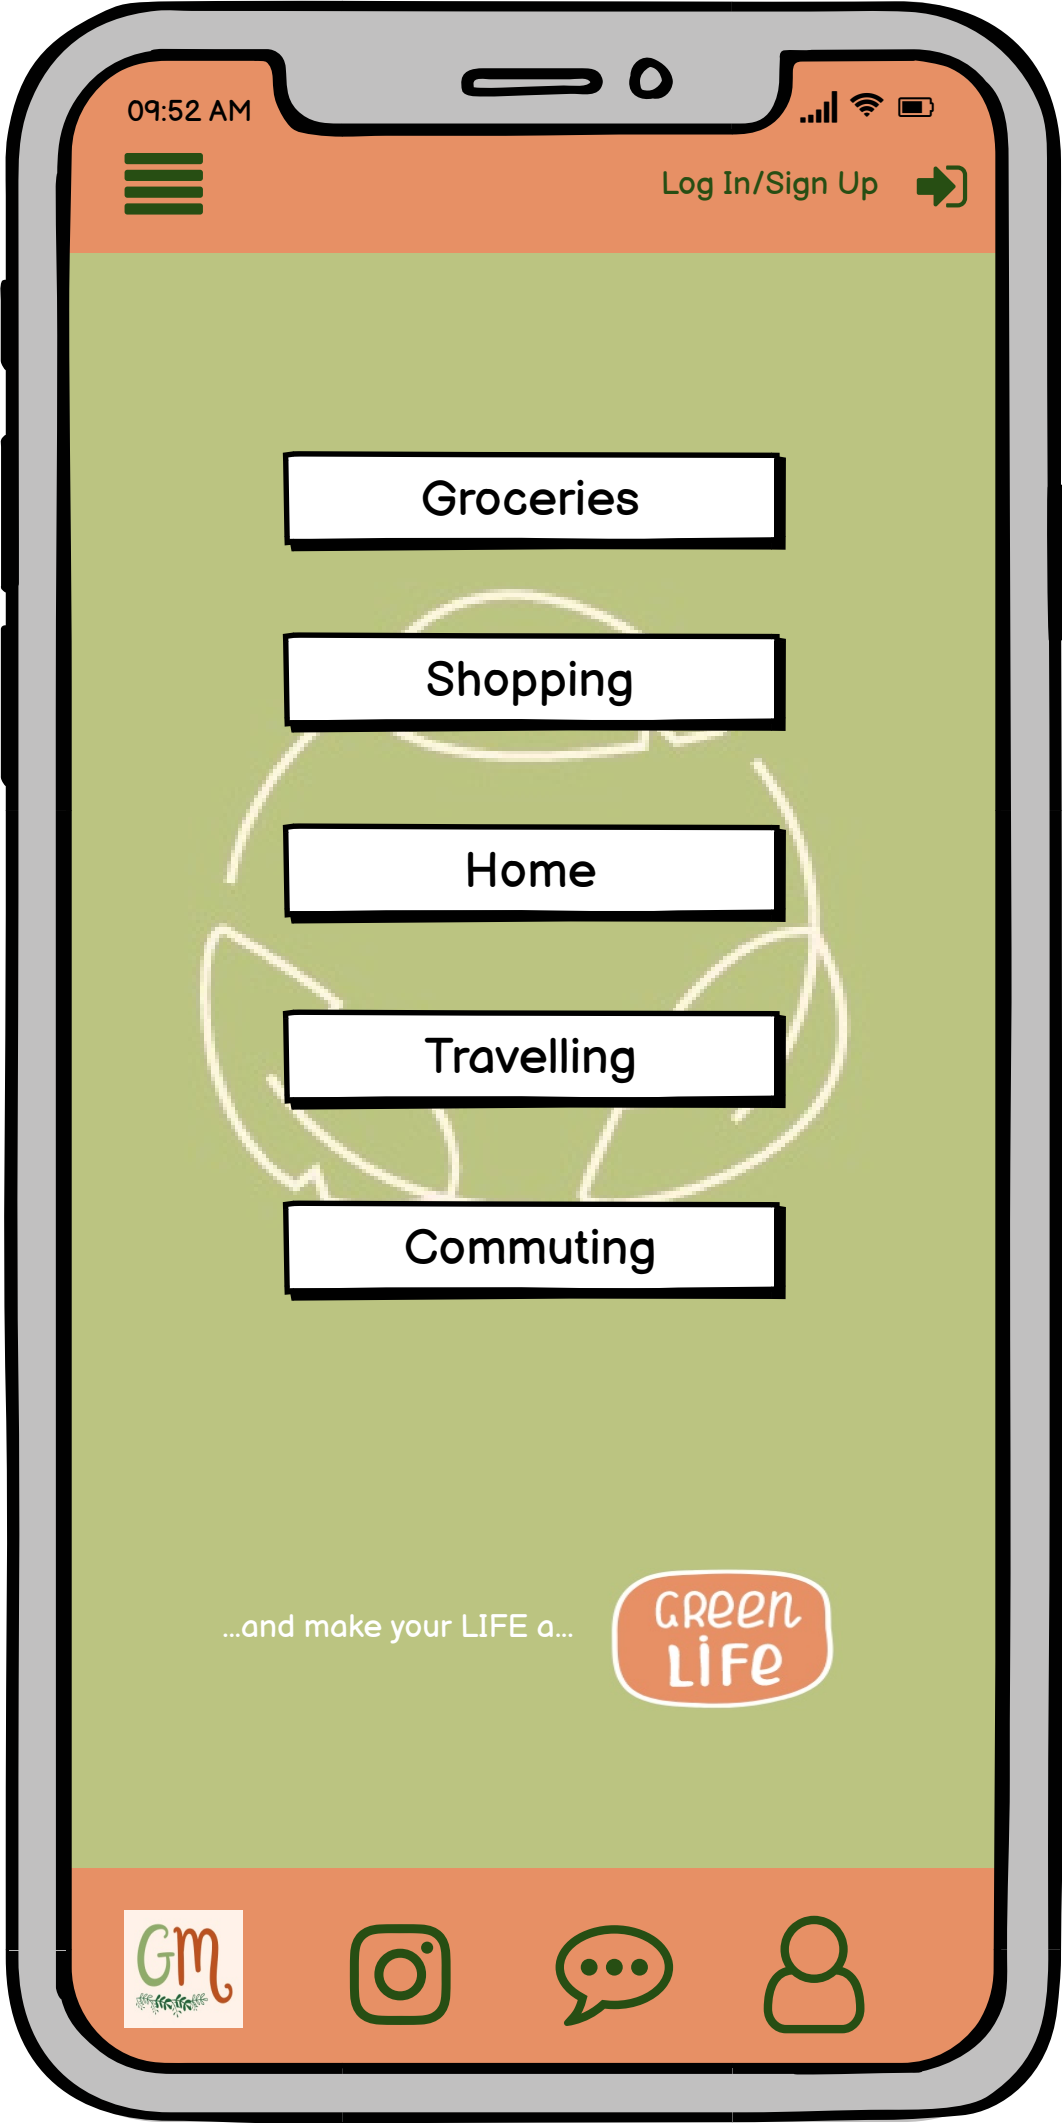 09:52 AM
Log In/Sign Up
Groceries
Shopping
Home
Travelling
Commuting
...and make your LIFE a...
GReen
LiFe
GM